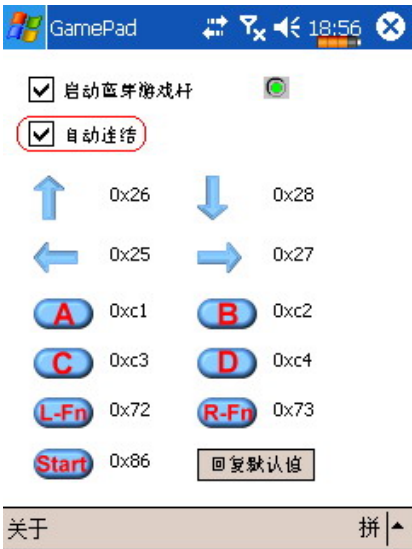 GamePad 18:56
启动蓝芽游戏杆
自动连结
0x26 0x28
0x25 0x27
A 0xc1 B 0xc2
C 0xc3 D 0xc4
L-Fn 0x72 R-Fn 0x73
Start 0x86 回复默认值
关于 拼